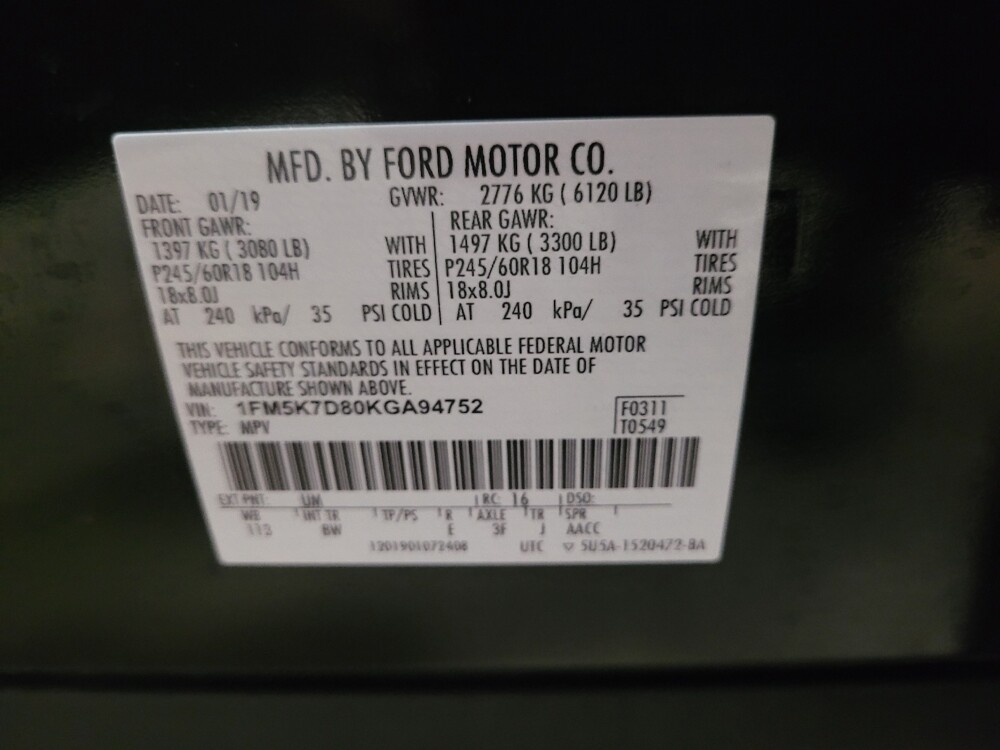 MFD. BY FORD MOTOR CO.
DATE: 01/19 GVWR: 2776 KG ( 6120 LB)
FRONT GAWR: REAR GAWR:
1397 KG ( 3080 LB) WITH 1497 KG ( 3300 LB) WITH
P245/60R18 104H TIRES P245/60R18 104H TIRES
18x8.0J RIMS 18x8.0J RIMS
AT 240 kPa/ 35 PSI COLD AT 240 kPa/ 35 PSI COLD
THIS VEHICLE CONFORMS TO ALL APPLICABLE FEDERAL MOTOR
VEHICLE SAFETY STANDARDS IN EFFECT ON THE DATE OF
MANUFACTURE SHOWN ABOVE.
VIN: 1FM5K7D80KGA94752 F0311
TYPE: MPV T0549
EXT PNT: UM RC: 16 DSO:
WB INT TR TP/PS R AXLE TR SPR
112 BW E 3F J AACC
1201901072408 UTC ▽ 5U5A-1520472-BA